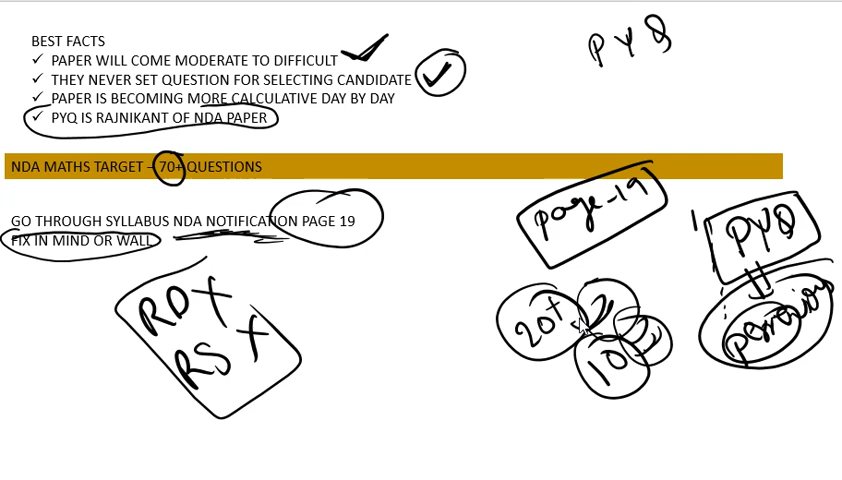 BEST FACTS
✓ PAPER WILL COME MODERATE TO DIFFICULT
✓ THEY NEVER SET QUESTION FOR SELECTING CANDIDATE
✓ PAPER IS BECOMING MORE CALCULATIVE DAY BY DAY
✓ PYQ IS RAJNIKANT OF NDA PAPER
PYQ
NDA MATHS TARGET – 70+ QUESTIONS
GO THROUGH SYLLABUS NDA NOTIFICATION PAGE 19
FIX IN MIND OR WALL
page-19
PYQ
RD X
RS X
20+
10